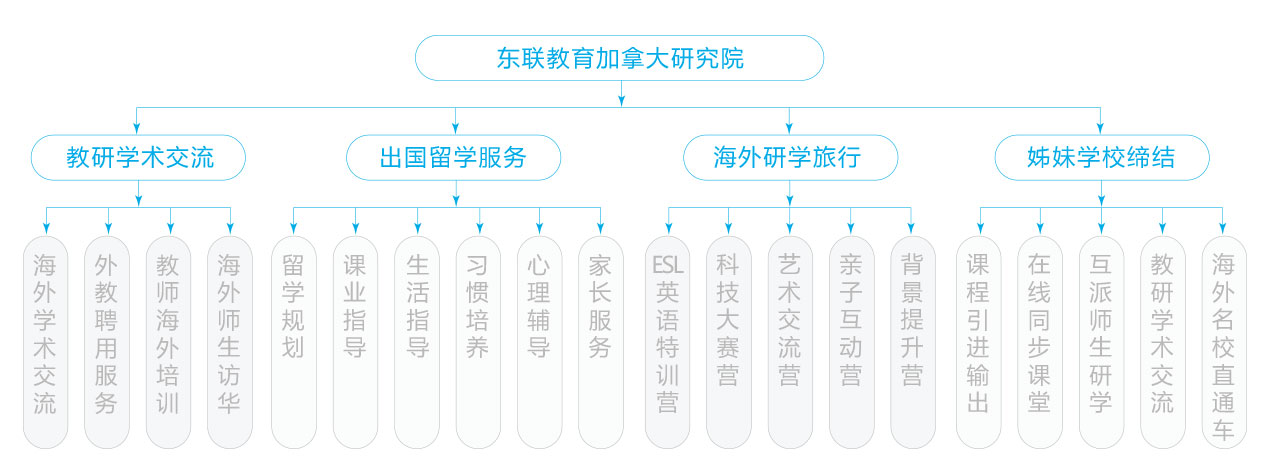 东联教育加拿大研究院
教研学术交流
出国留学服务
海外研学旅行
姊妹学校缔结
海外学术交流
外教聘用服务
教师海外培训
海外师生访华
留学规划
课业指导
生活指导
习惯培养
心理辅导
家长服务
ESL英语特训营
科技大赛营
艺术交流营
亲子互动营
背景提升营
课程引进输出
在线同步课堂
互派师生研学
教研学术交流
海外名校直通车